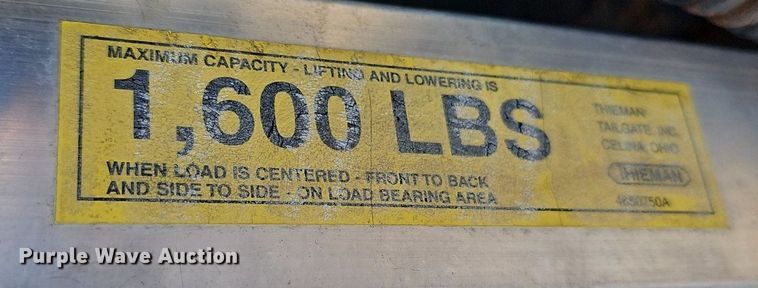 MAXIMUM CAPACITY - LIFTING AND LOWERING IS
1,600 LBS
WHEN LOAD IS CENTERED - FRONT TO BACK
AND SIDE TO SIDE - ON LOAD BEARING AREA
THIEMAN
TAILGATE, INC.
CELINA, OHIO
THIEMAN
4650750A
Purple Wave Auction